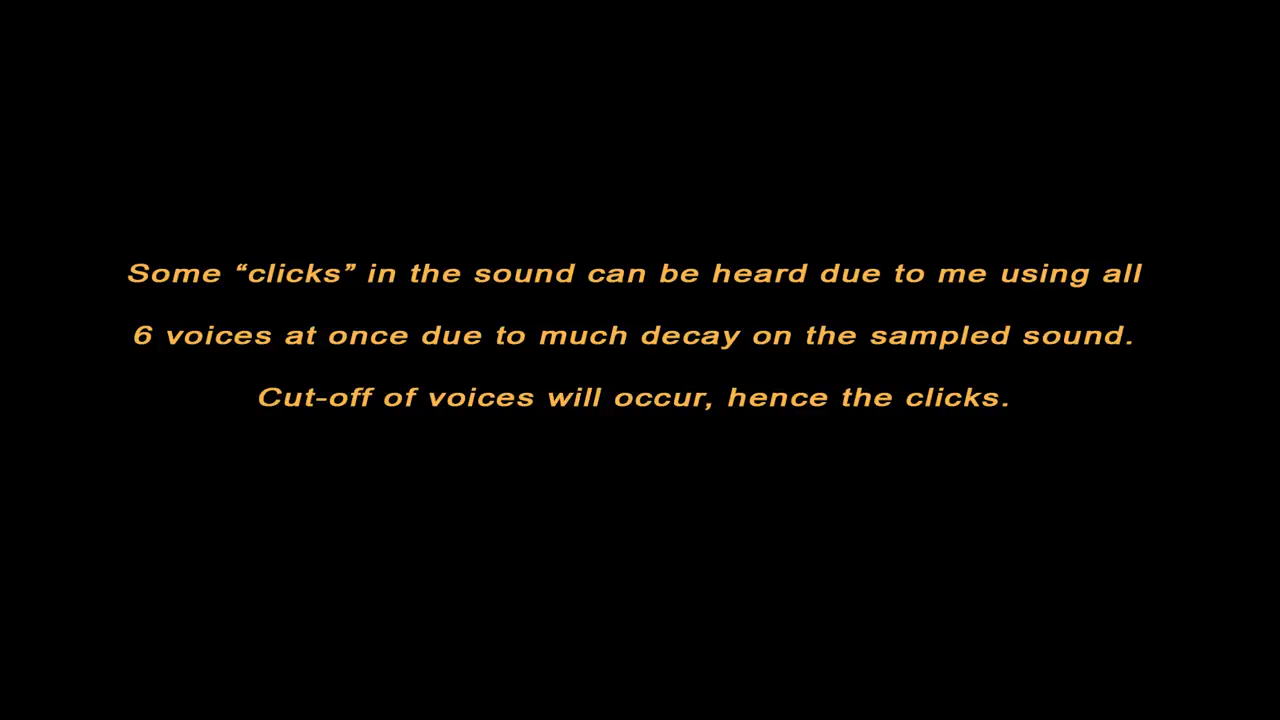 Some “clicks” in the sound can be heard due to me using all
6 voices at once due to much decay on the sampled sound.
Cut-off of voices will occur, hence the clicks.